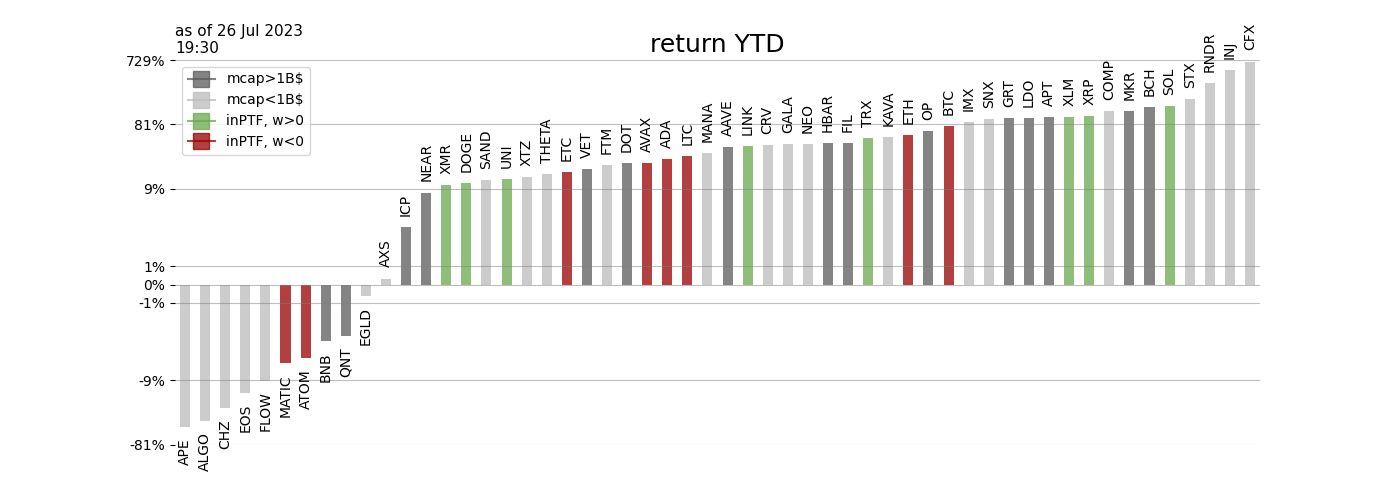 as of 26 Jul 2023
19:30
return YTD
729%
81%
9%
1%
0%
-1%
-9%
-81%
mcap>1B$
mcap<1B$
inPTF, w>0
inPTF, w<0
APE
ALGO
CHZ
EOS
FLOW
MATIC
ATOM
BNB
QNT
EGLD
AXS
ICP
NEAR
XMR
DOGE
SAND
UNI
XTZ
THETA
ETC
VET
FTM
DOT
AVAX
ADA
LTC
MANA
AAVE
LINK
CRV
GALA
NEO
HBAR
FIL
TRX
KAVA
ETH
OP
BTC
IMX
SNX
GRT
LDO
APT
XLM
XRP
COMP
MKR
BCH
SOL
STX
RNDR
INJ
CFX